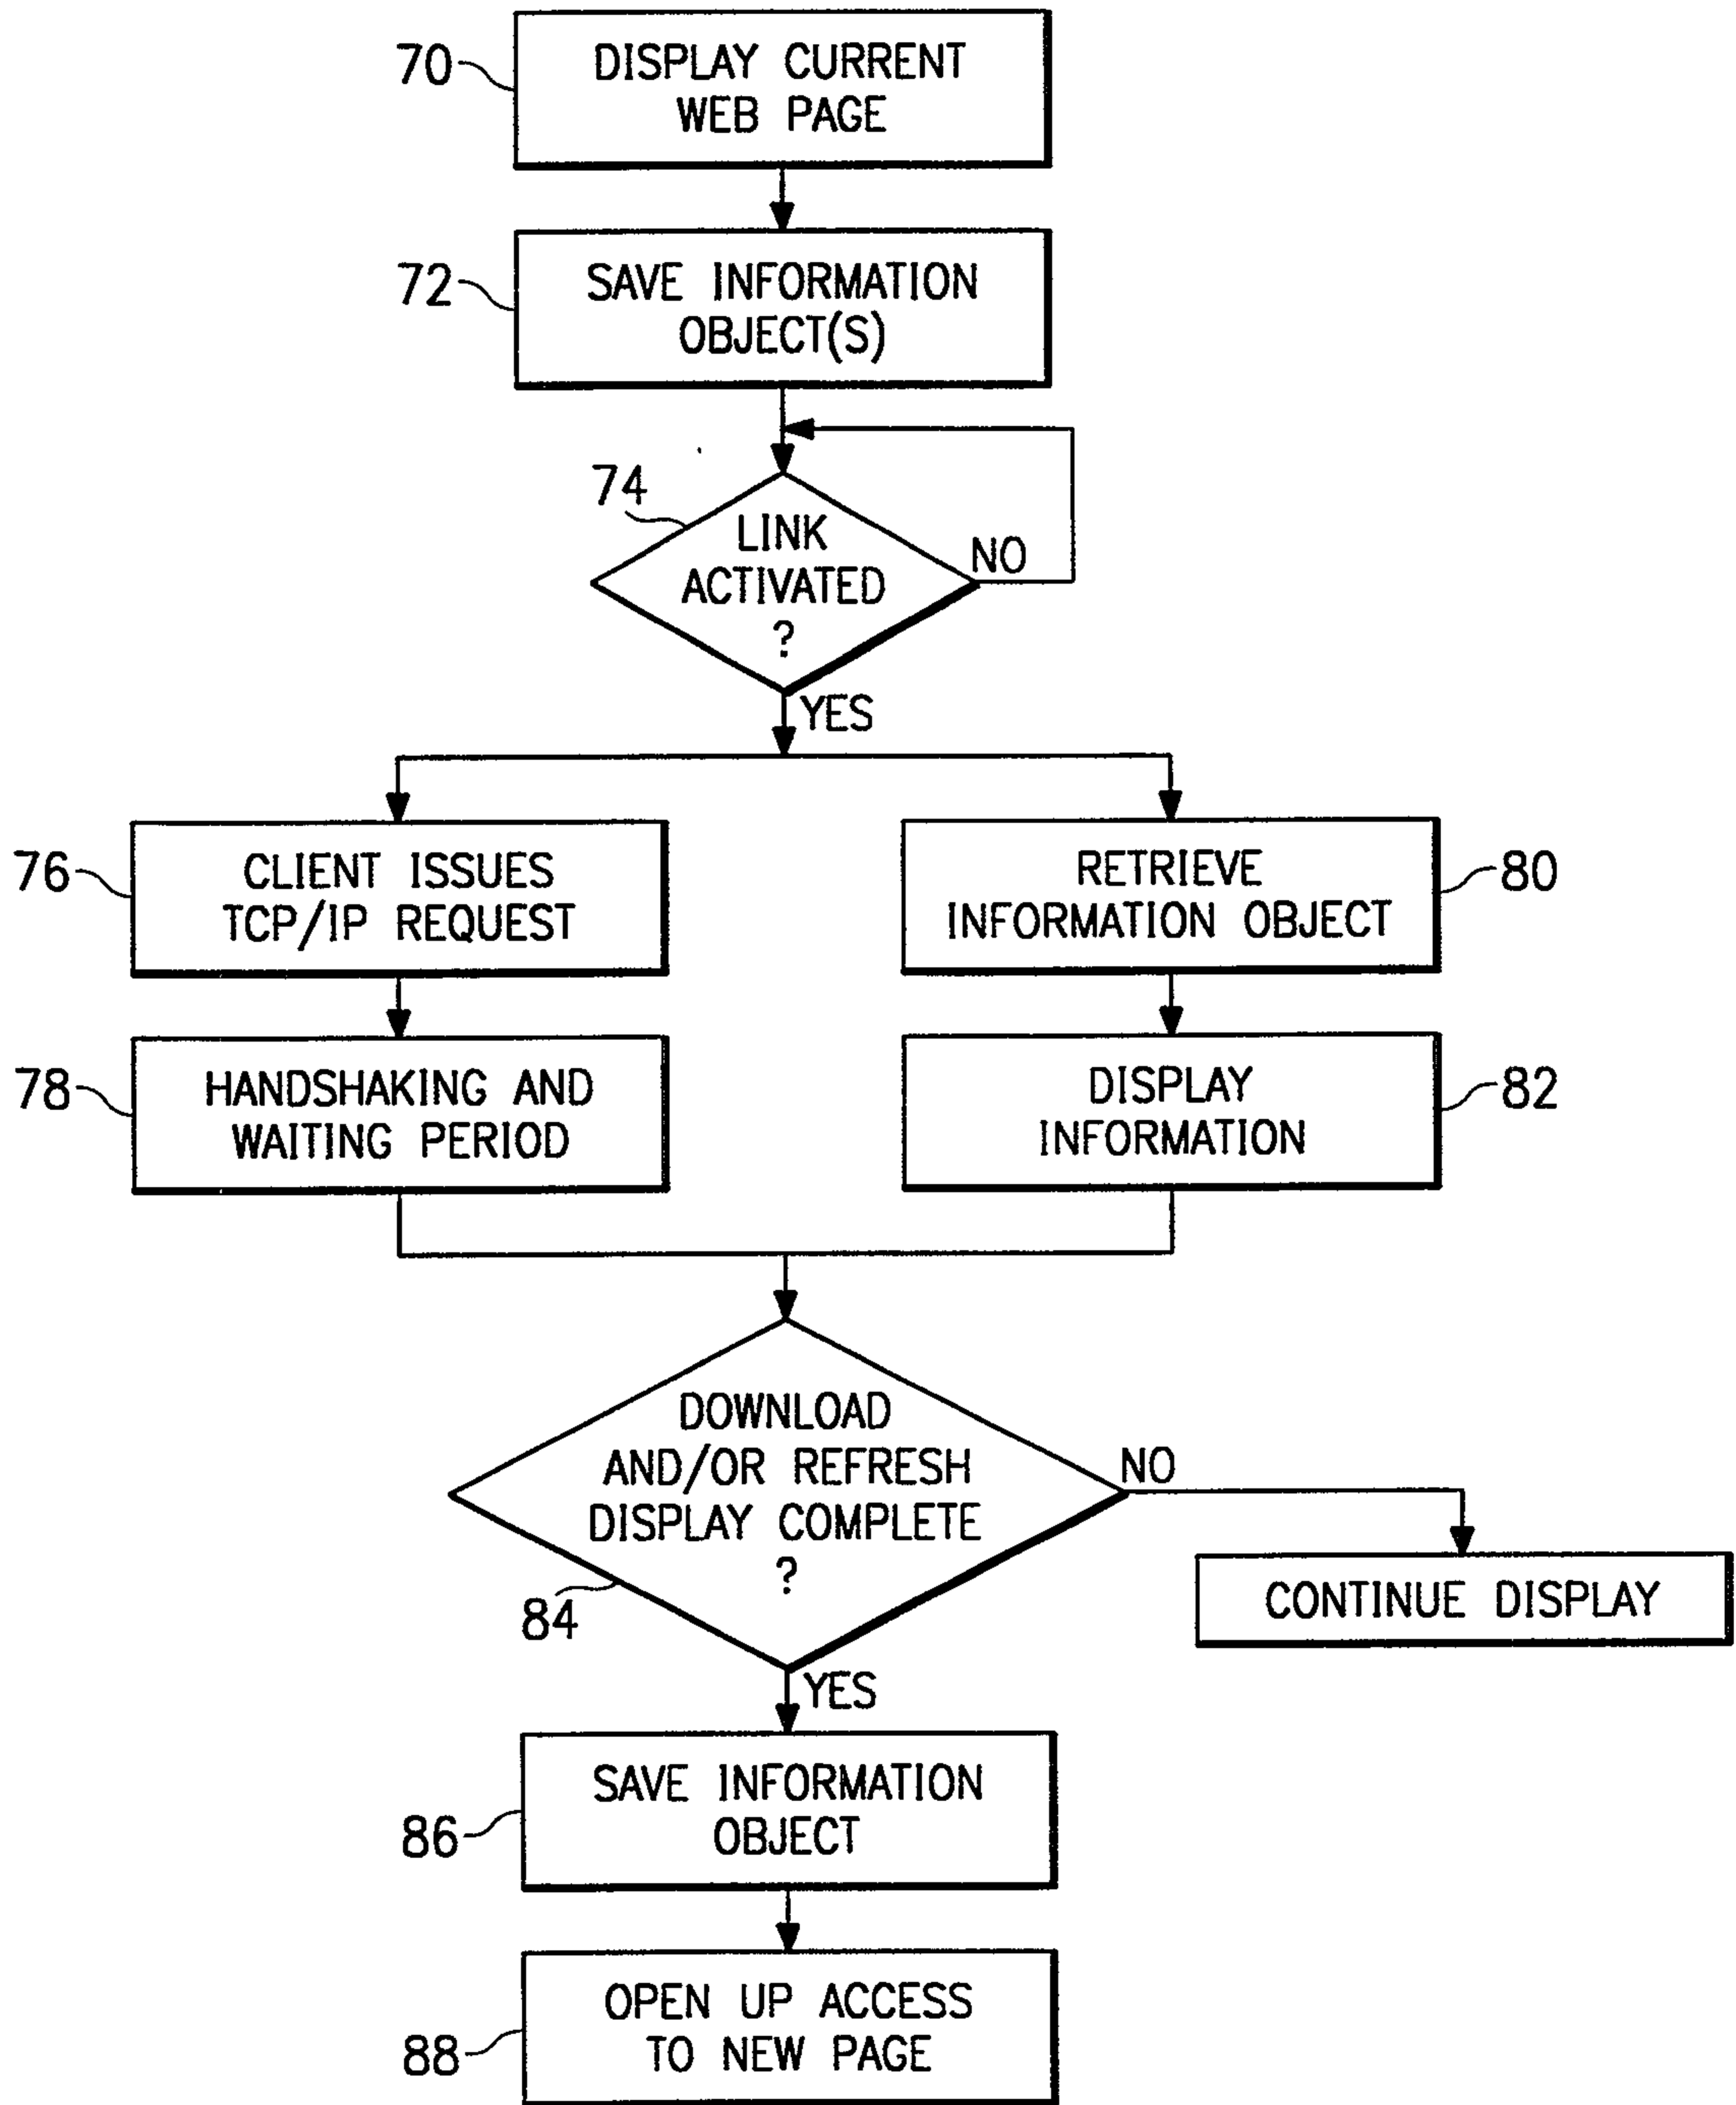 70
DISPLAY CURRENT
WEB PAGE
72
SAVE INFORMATION
OBJECT(S)
74
LINK
ACTIVATED
?
NO
YES
76
CLIENT ISSUES
TCP/IP REQUEST
RETRIEVE
INFORMATION OBJECT
80
78
HANDSHAKING AND
WAITING PERIOD
DISPLAY
INFORMATION
82
DOWNLOAD
AND/OR REFRESH
DISPLAY COMPLETE
?
NO
84
CONTINUE DISPLAY
YES
SAVE INFORMATION
OBJECT
86
OPEN UP ACCESS
TO NEW PAGE
88